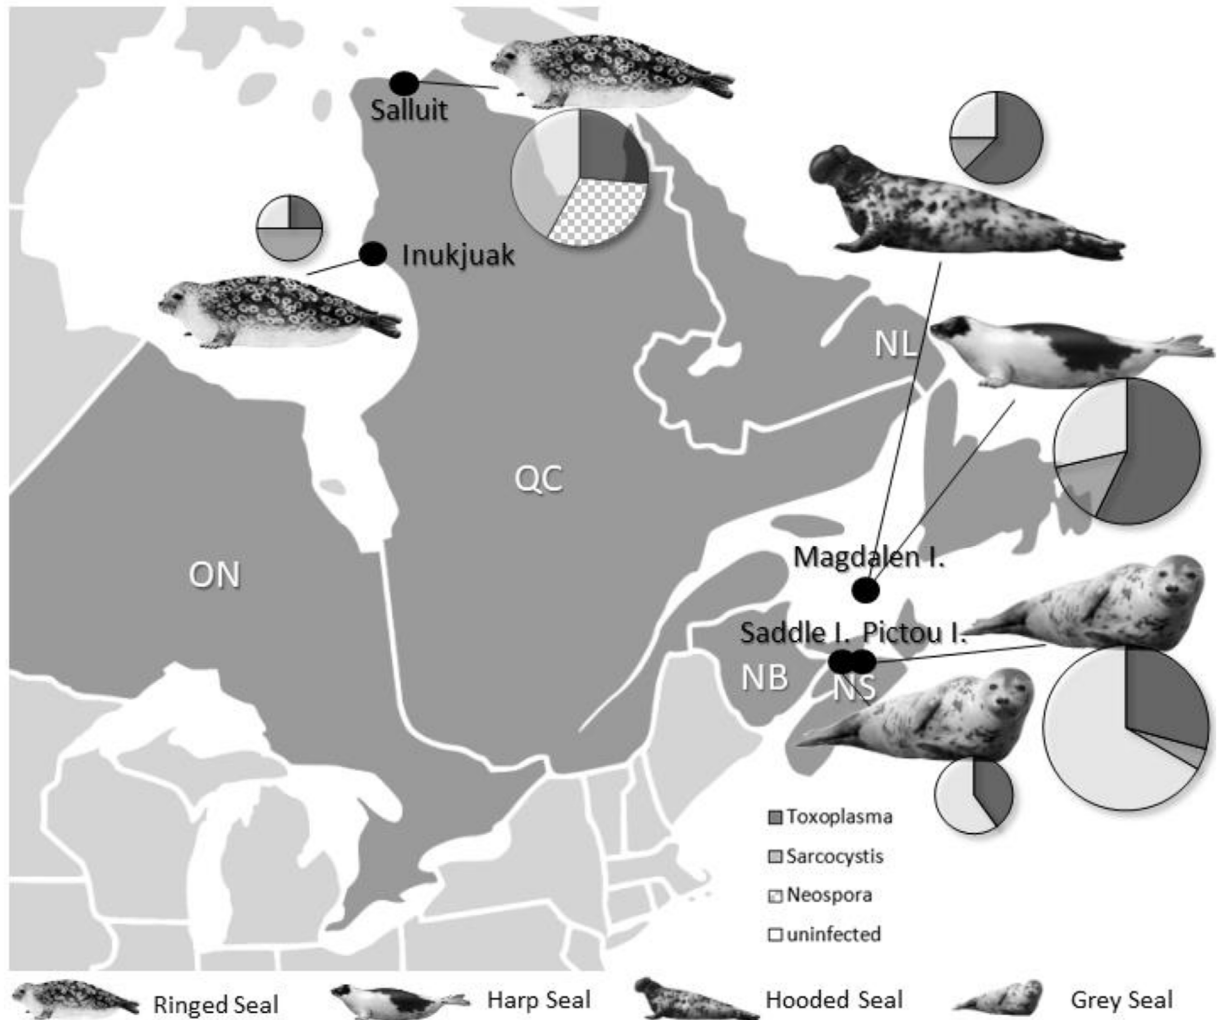 Salluit
Inukjuak
NL
QC
ON
Magdalen I.
Saddle I. Pictou I.
NB
NS
Toxoplasma
Sarcocystis
Neospora
uninfected
Ringed Seal
Harp Seal
Hooded Seal
Grey Seal